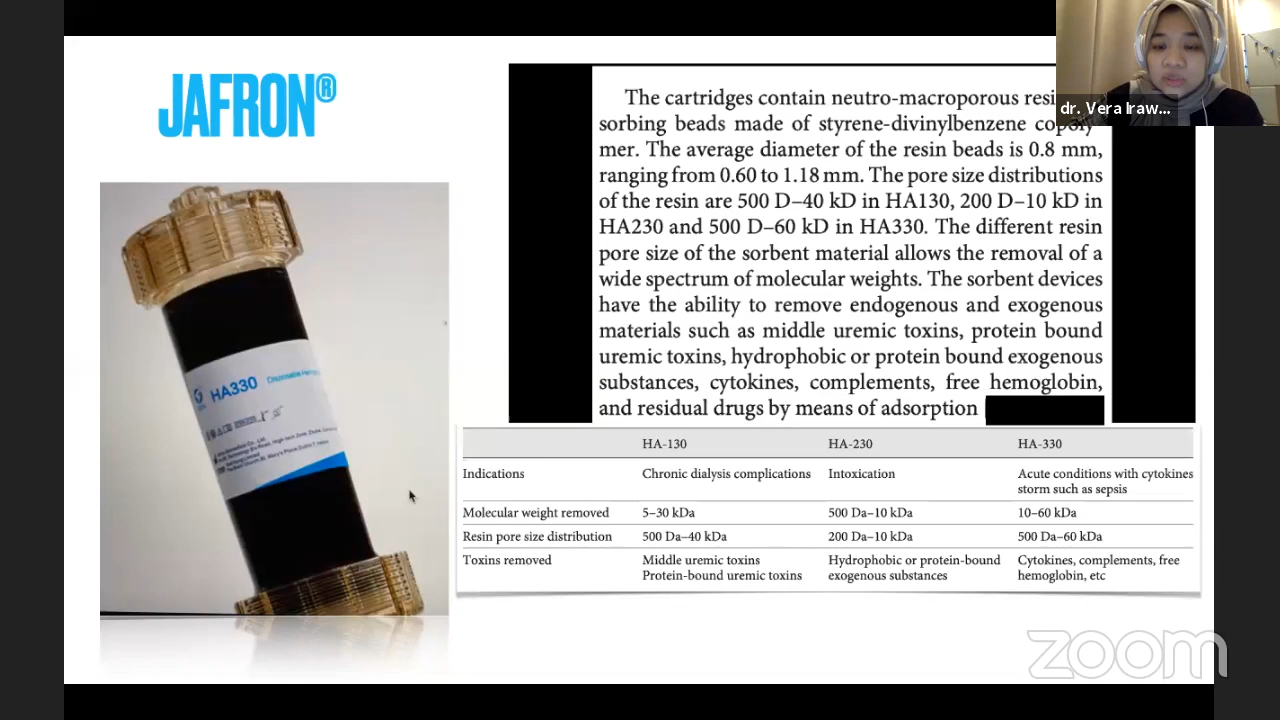 JAFRON®
The cartridges contain neutro-macroporous
sorbing beads made of styrene-divinylbenzene
mer. The average diameter of the resin beads is 0.8 mm,
ranging from 0.60 to 1.18 mm. The pore size distributions
of the resin are 500 D–40 kD in HA130, 200 D–10 kD in
HA230 and 500 D–60 kD in HA330. The different resin
pore size of the sorbent material allows the removal of a
wide spectrum of molecular weights. The sorbent devices
have the ability to remove endogenous and exogenous
materials such as middle uremic toxins, protein bound
uremic toxins, hydrophobic or protein bound exogenous
substances, cytokines, complements, free hemoglobin,
and residual drugs by means of adsorption
dr. Vera Iraw...
HA330
HA-130 HA-230 HA-330
Indications Chronic dialysis complications Intoxication Acute conditions with cytokines
storm such as sepsis
Molecular weight removed 5–30 kDa 500 Da–10 kDa 10–60 kDa
Resin pore size distribution 500 Da–40 kDa 200 Da–10 kDa 500 Da–60 kDa
Toxins removed Middle uremic toxins Hydrophobic or protein-bound Cytokines, complements, free
Protein-bound uremic toxins exogenous substances hemoglobin, etc
zoom